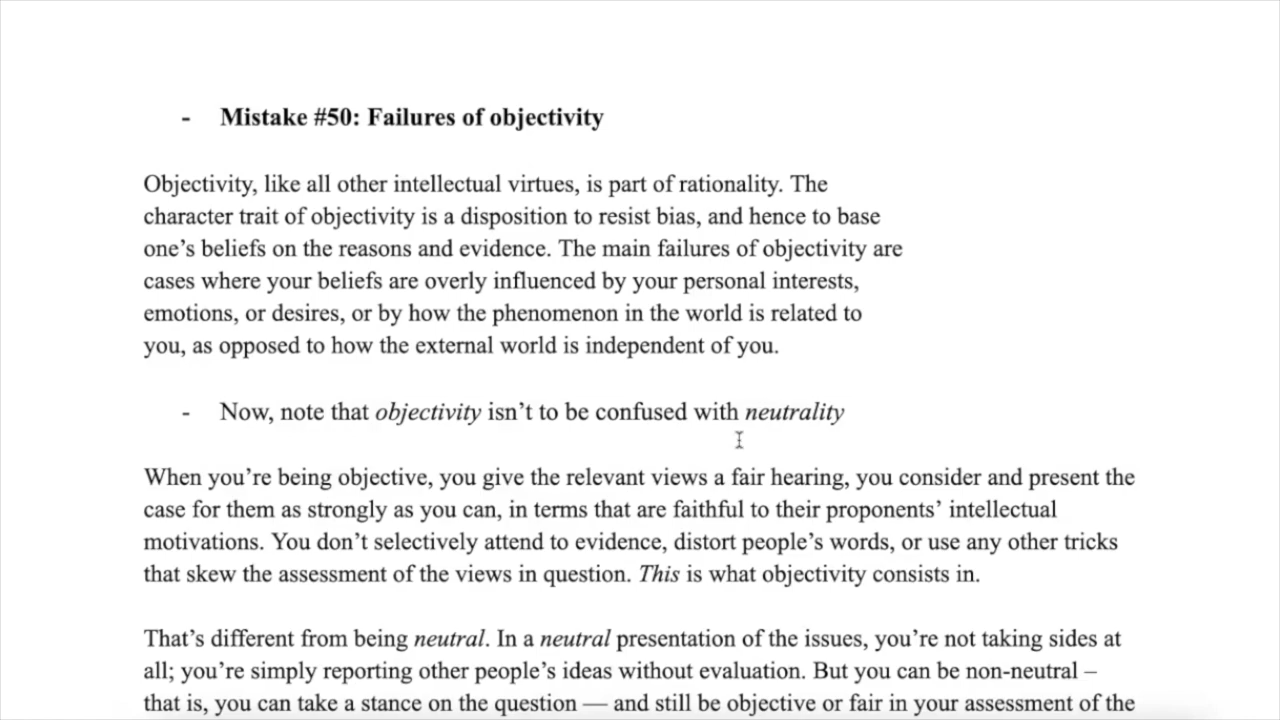 - Mistake #50: Failures of objectivity
Objectivity, like all other intellectual virtues, is part of rationality. The
character trait of objectivity is a disposition to resist bias, and hence to base
one’s beliefs on the reasons and evidence. The main failures of objectivity are
cases where your beliefs are overly influenced by your personal interests,
emotions, or desires, or by how the phenomenon in the world is related to
you, as opposed to how the external world is independent of you.
- Now, note that objectivity isn’t to be confused with neutrality
When you’re being objective, you give the relevant views a fair hearing, you consider and present the
case for them as strongly as you can, in terms that are faithful to their proponents’ intellectual
motivations. You don’t selectively attend to evidence, distort people’s words, or use any other tricks
that skew the assessment of the views in question. This is what objectivity consists in.
That’s different from being neutral. In a neutral presentation of the issues, you’re not taking sides at
all; you’re simply reporting other people’s ideas without evaluation. But you can be non-neutral –
that is, you can take a stance on the question — and still be objective or fair in your assessment of the